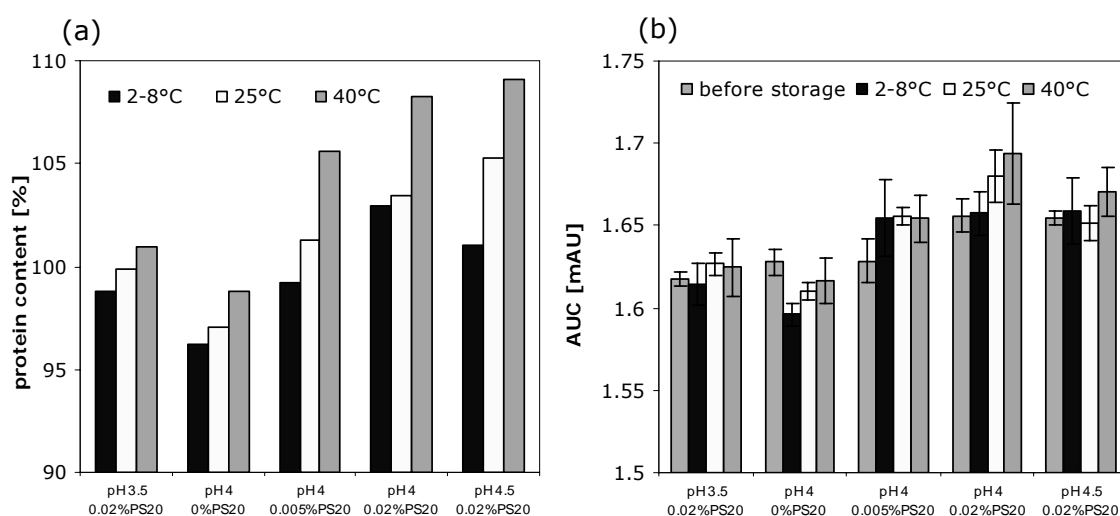 (a)
110
105
100
95
90
protein content [%]
2-8°C 25°C 40°C
pH3.5 pH4 pH4 pH4 pH4.5
0.02%PS20 0%PS20 0.005%PS20 0.02%PS20 0.02%PS20
(b)
1.75
1.7
1.65
1.6
1.55
1.5
AUC [mAU]
before storage 2-8°C 25°C 40°C
pH3.5 pH4 pH4 pH4 pH4.5
0.02%PS20 0%PS20 0.005%PS20 0.02%PS20 0.02%PS20